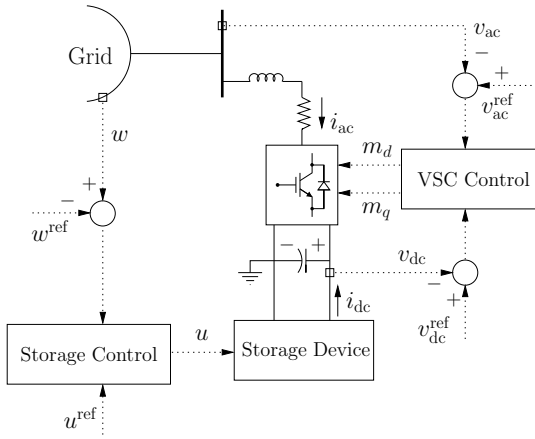 v_ac
−
Grid
+
v_ac^ref
i_ac
w
m_d
VSC Control
+
−
m_q
w^ref
− +
v_dc
−
+
i_dc
v_dc^ref
Storage Control
u
Storage Device
u^ref